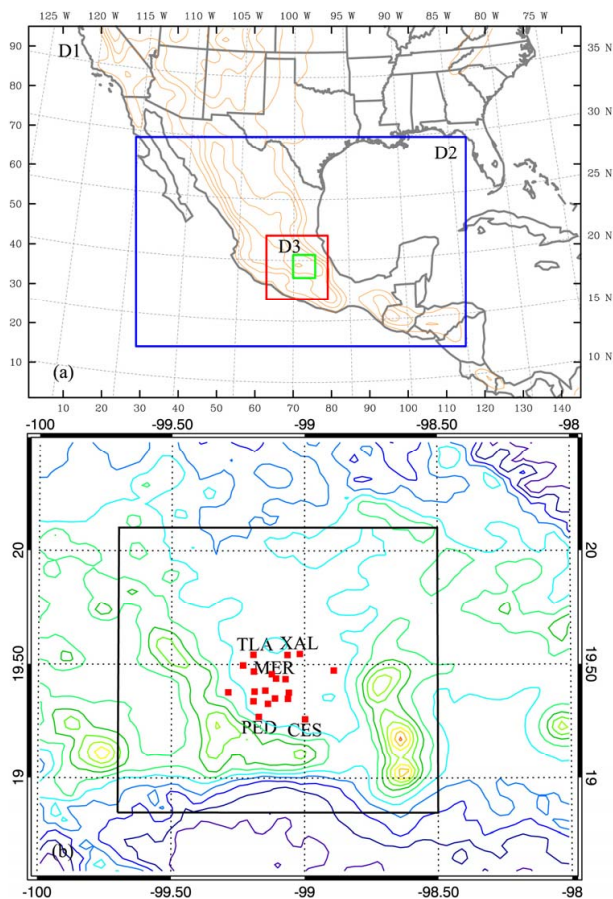 125 W 115 W 110 W 105 W 100 W 95 W 90 W 85 W 80 W 75 W
D1
90
35 N
80
30 N
70
D2
60
25 N
50
20 N
40
D3
30
15 N
20
10 N
10
(a)
10 20 30 40 50 60 70 80 90 100 110 120 130 140
-100 -99.50 -99 -98.50 -98
20 20
TLA XAL
19.50 19.50
MER
PED CES
19 19
(b)
-100 -99.50 -99 -98.50 -98